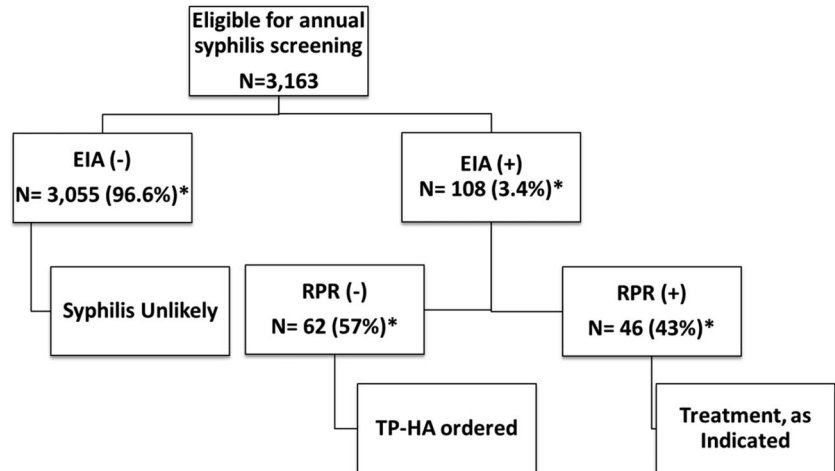 Eligible for annual
syphilis screening
N=3,163
EIA (-)
N= 3,055 (96.6%)*
EIA (+)
N= 108 (3.4%)*
Syphilis Unlikely
RPR (-)
N= 62 (57%)*
RPR (+)
N= 46 (43%)*
TP-HA ordered
Treatment, as
Indicated